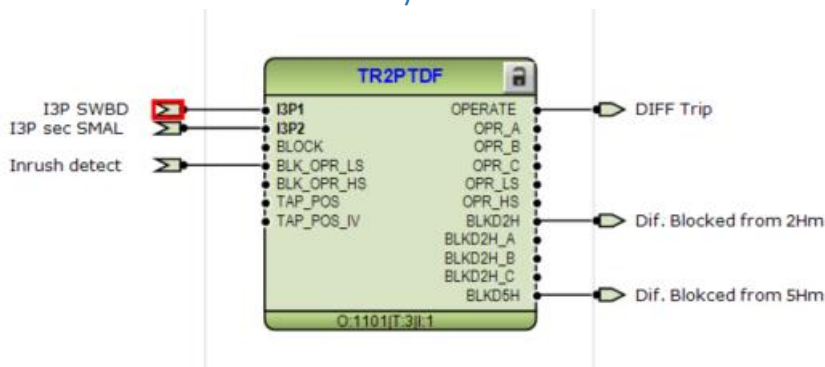 TR2PTDF
I3P SWBD
I3P sec SMAL
Inrush detect
I3P1
I3P2
BLOCK
BLK_OPR_LS
BLK_OPR_HS
TAP_POS
TAP_POS_IV
OPERATE
OPR_A
OPR_B
OPR_C
OPR_LS
OPR_HS
BLKD2H
BLKD2H_A
BLKD2H_B
BLKD2H_C
BLKD5H
DIFF Trip
Dif. Blocked from 2Hm
Dif. Blokced from 5Hm
O:1101|T:3|I:1